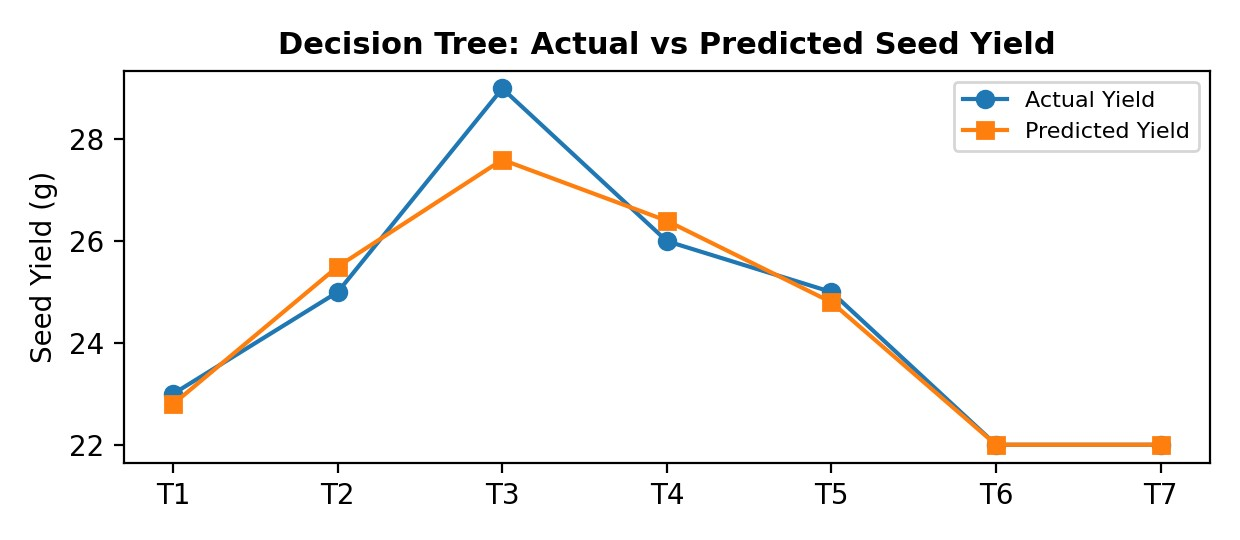 Decision Tree: Actual vs Predicted Seed Yield
Actual Yield
Predicted Yield
Seed Yield (g)
28
26
24
22
T1 T2 T3 T4 T5 T6 T7